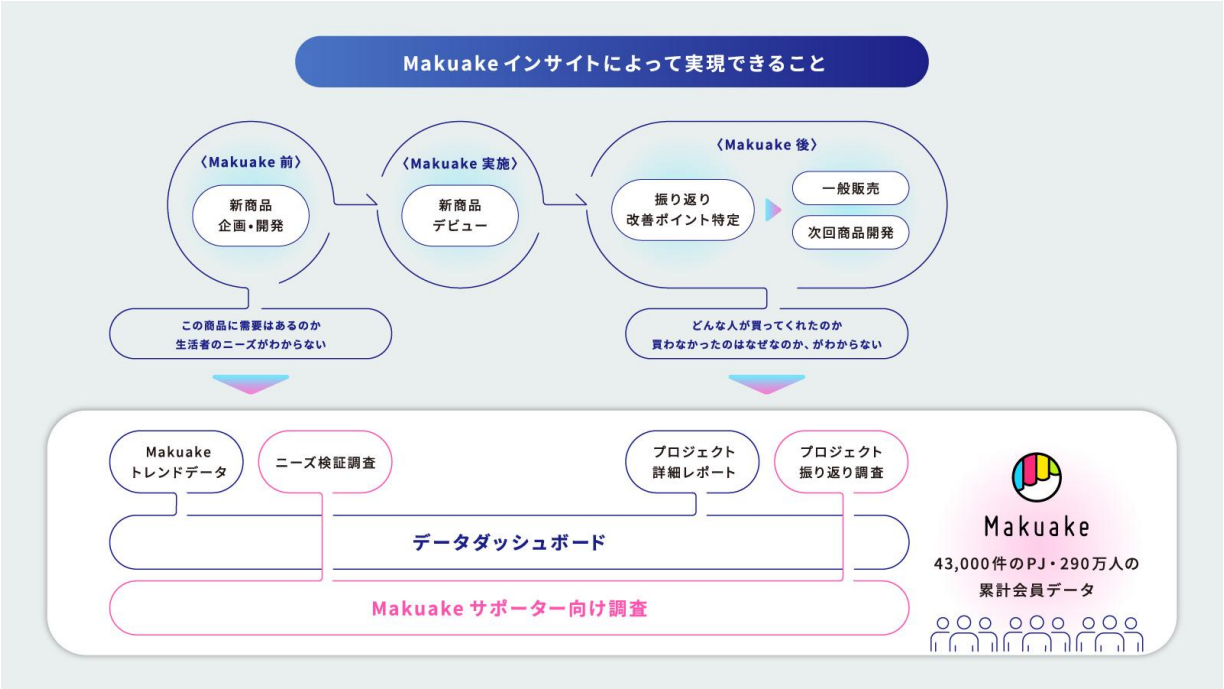 Makuakeインサイトによって実現できること
〈Makuake 前〉
新商品
企画・開発
〈Makuake 実施〉
新商品
デビュー
〈Makuake 後〉
振り返り
改善ポイント特定
一般販売
次回商品開発
この商品に需要はあるのか
生活者のニーズがわからない
どんな人が買ってくれたのか
買わなかったのはなぜなのか、がわからない
Makuake
トレンドデータ
ニーズ検証調査
プロジェクト
詳細レポート
プロジェクト
振り返り調査
データダッシュボード
Makuake サポーター向け調査
Makuake
43,000件のPJ・290万人の
累計会員データ